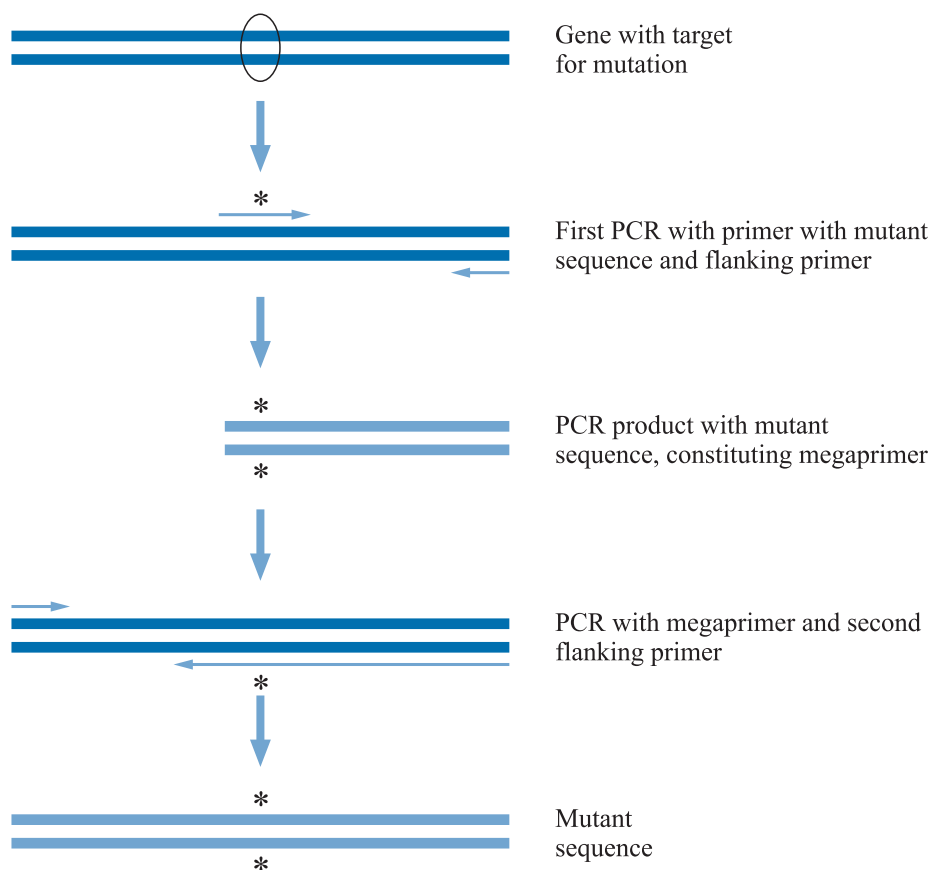 Gene with target
for mutation
*
First PCR with primer with mutant
sequence and flanking primer
*
PCR product with mutant
sequence, constituting megaprimer
*
PCR with megaprimer and second
flanking primer
*
*
Mutant
sequence
*